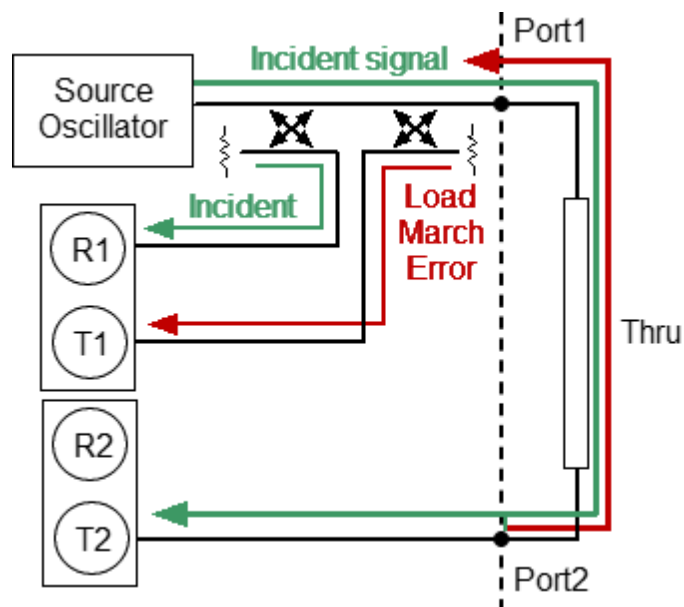 Port1
Incident signal
Source
Oscillator
Incident
Load
March
Error
R1
T1
Thru
R2
T2
Port2